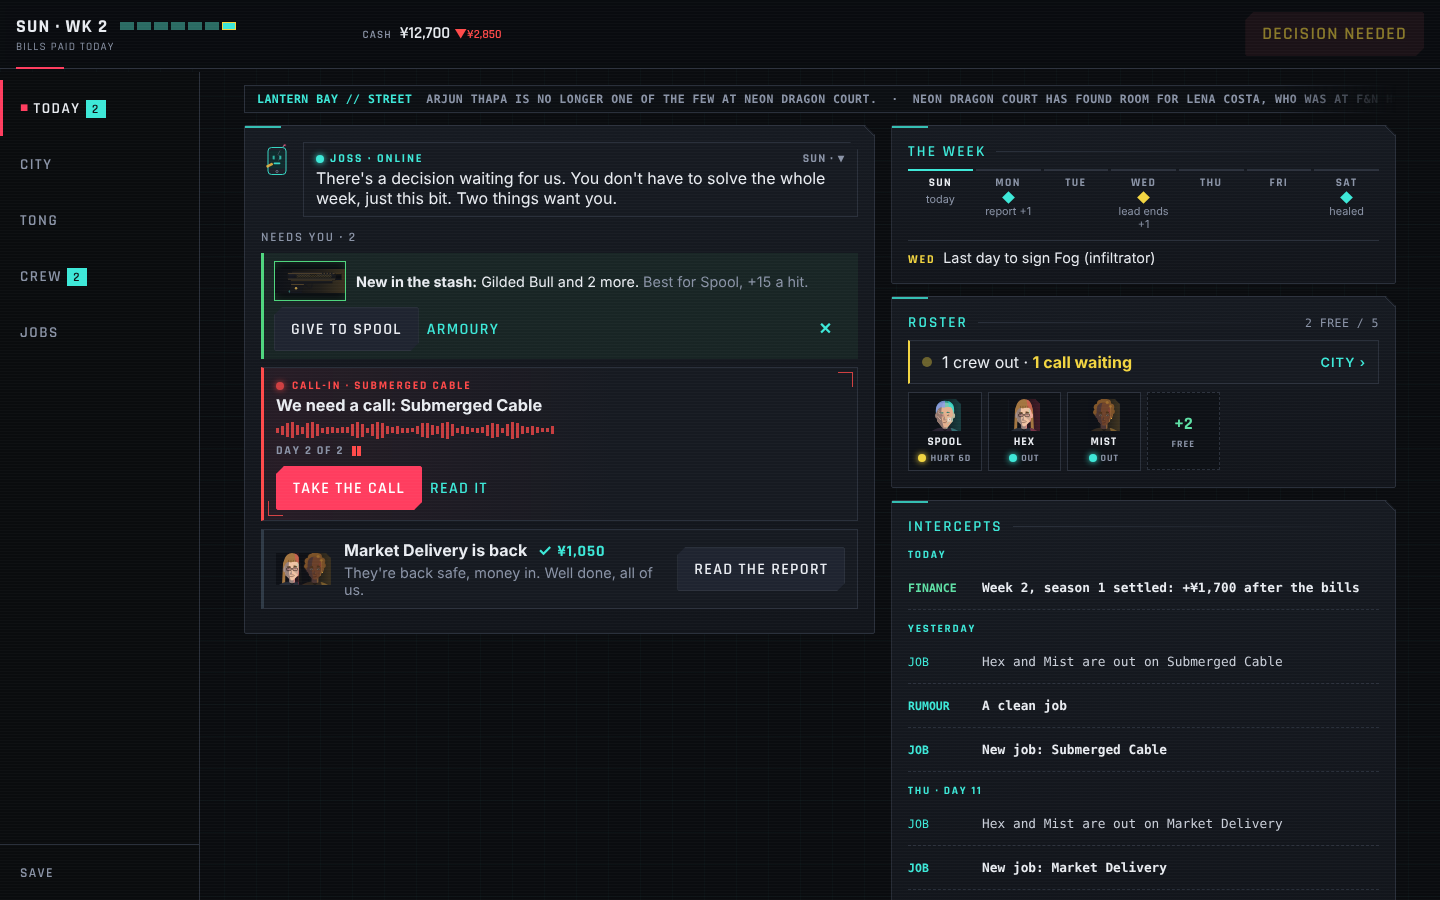 SUN · WK 2
BILLS PAID TODAY
CASH ¥12,700 ▼¥2,850
DECISION NEEDED
TODAY 2
CITY
TONG
CREW 2
JOBS
SAVE
LANTERN BAY // STREET ARJUN THAPA IS NO LONGER ONE OF THE FEW AT NEON DRAGON COURT. · NEON DRAGON COURT HAS FOUND ROOM FOR LENA COSTA, WHO WAS AT F&N
JOSS · ONLINE
SUN · ▼
There's a decision waiting for us. You don't have to solve the whole
week, just this bit. Two things want you.
NEEDS YOU · 2
New in the stash: Gilded Bull and 2 more. Best for Spool, +15 a hit.
GIVE TO SPOOL
ARMOURY
✕
CALL-IN · SUBMERGED CABLE
We need a call: Submerged Cable
DAY 2 OF 2
TAKE THE CALL
READ IT
Market Delivery is back ✓ ¥1,050
They're back safe, money in. Well done, all of
us.
READ THE REPORT
THE WEEK
SUN
MON
TUE
WED
THU
FRI
SAT
today
report +1
lead ends
+1
healed
WED Last day to sign Fog (infiltrator)
ROSTER
2 FREE / 5
1 crew out · 1 call waiting
CITY ›
SPOOL
HURT 6D
HEX
OUT
MIST
OUT
+2
FREE
INTERCEPTS
TODAY
FINANCE Week 2, season 1 settled: +¥1,700 after the bills
YESTERDAY
JOB Hex and Mist are out on Submerged Cable
RUMOUR A clean job
JOB New job: Submerged Cable
THU · DAY 11
JOB Hex and Mist are out on Market Delivery
JOB New job: Market Delivery